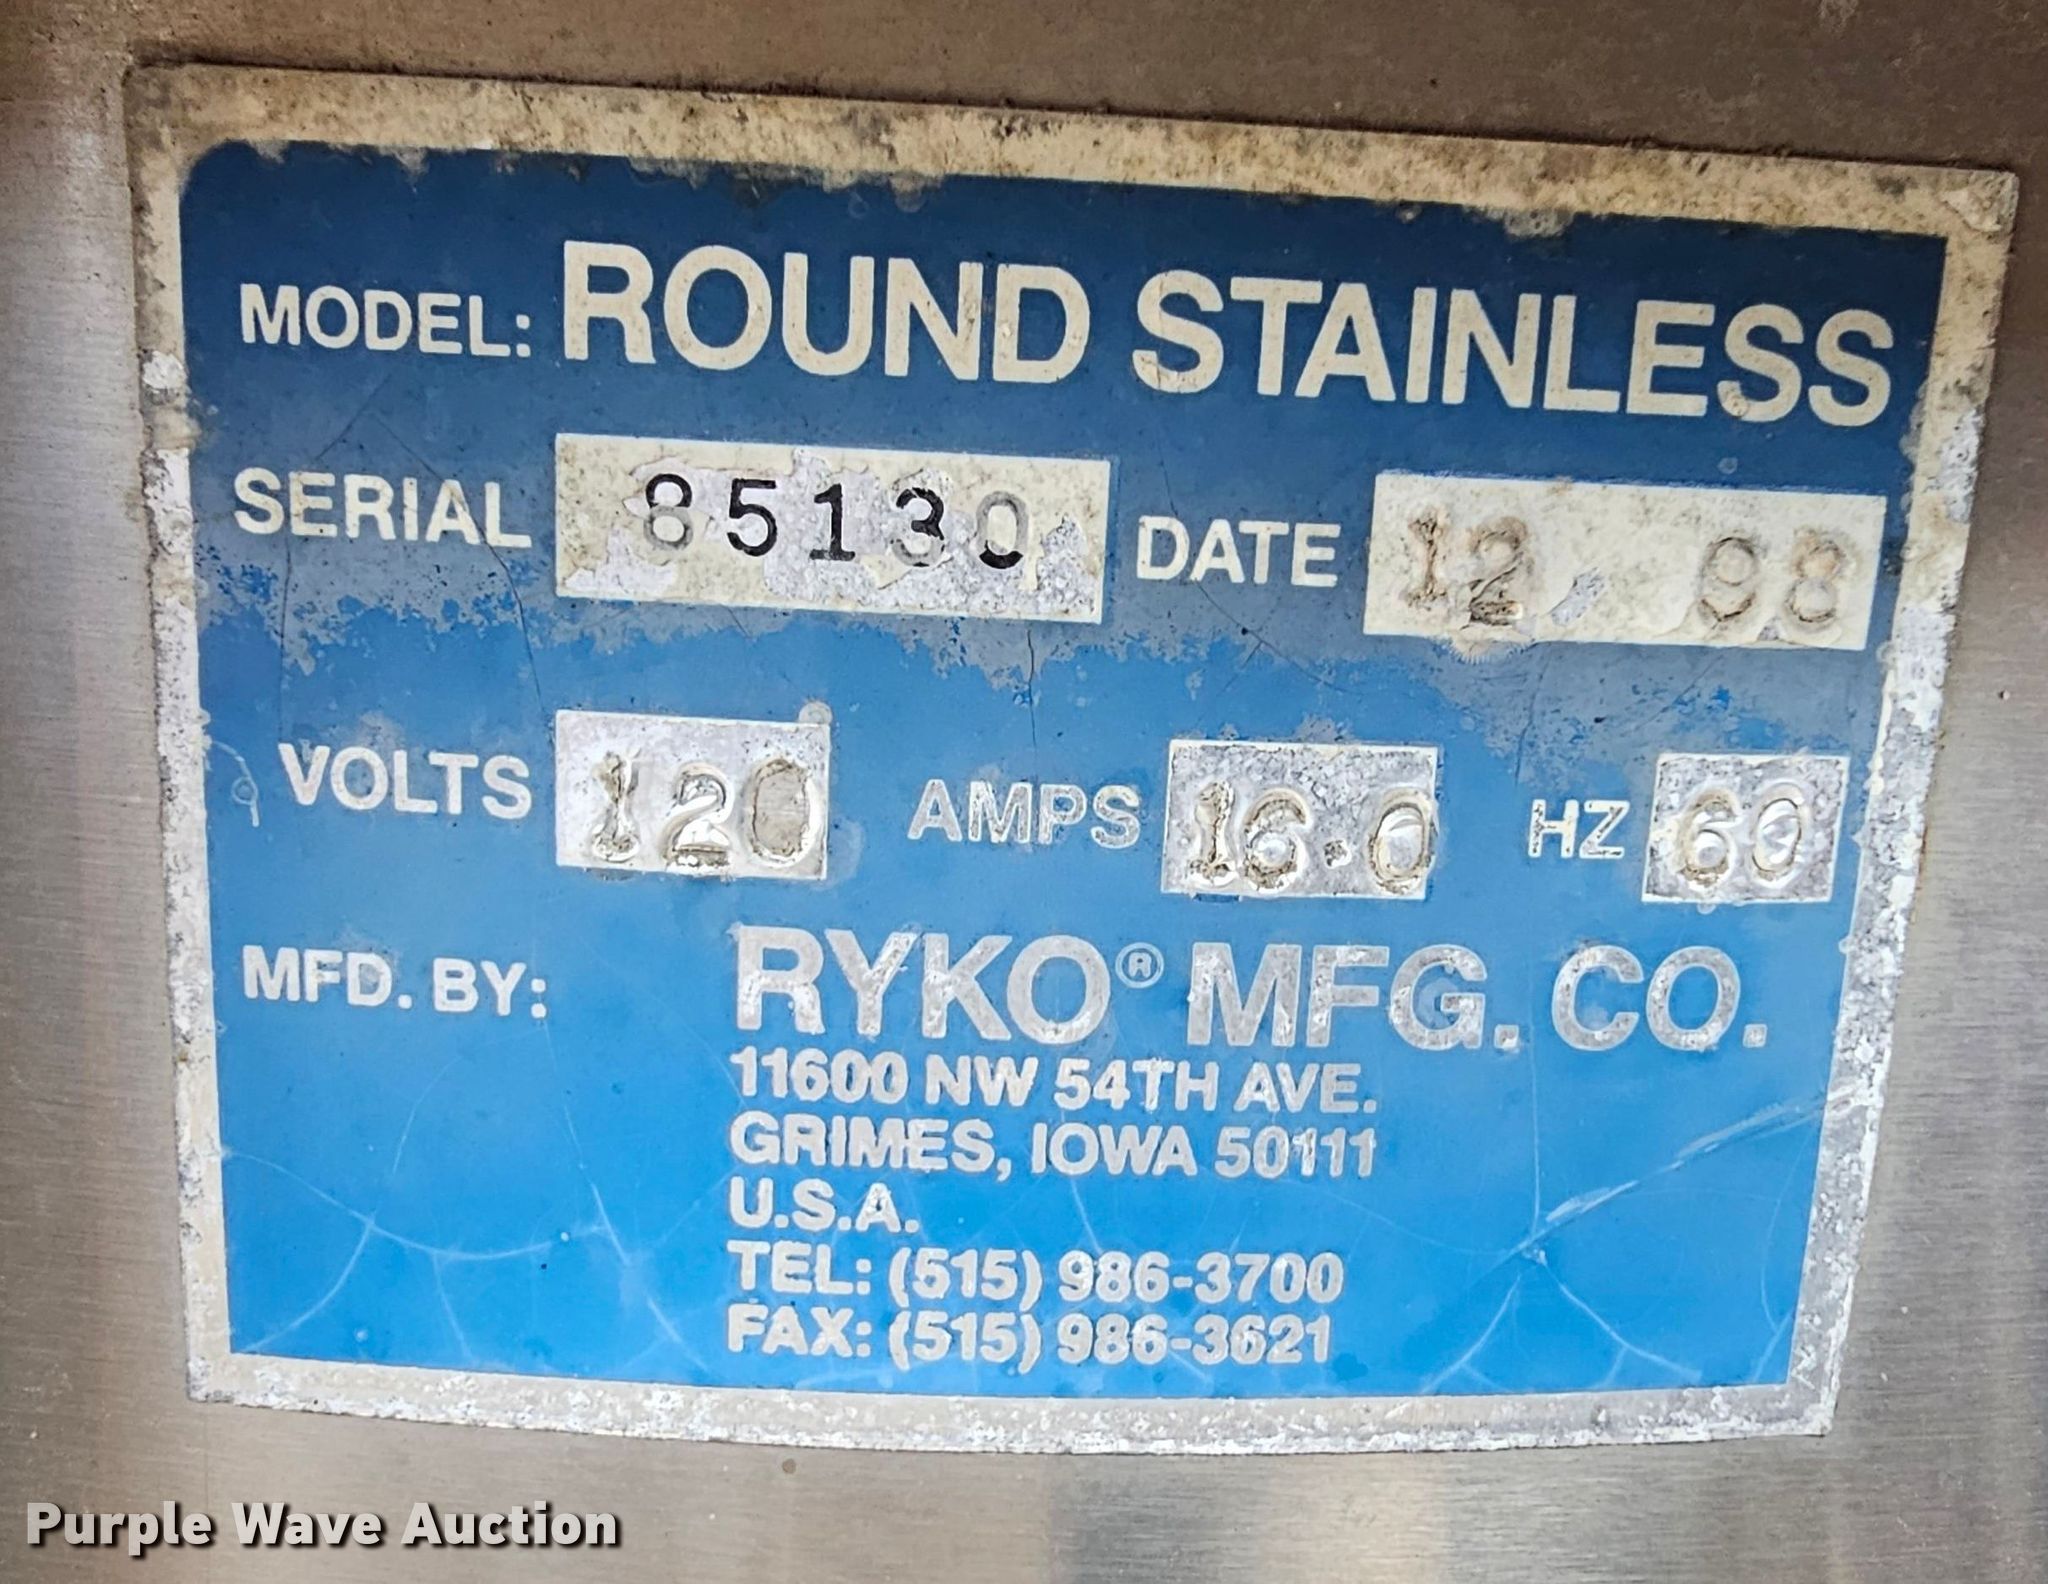 MODEL: ROUND STAINLESS
SERIAL 85130 DATE 12 98
VOLTS 120 AMPS 16.0 HZ 60
MFD. BY: RYKO® MFG. CO.
11600 NW 54TH AVE.
GRIMES, IOWA 50111
U.S.A.
TEL: (515) 986-3700
FAX: (515) 986-3621
Purple Wave Auction